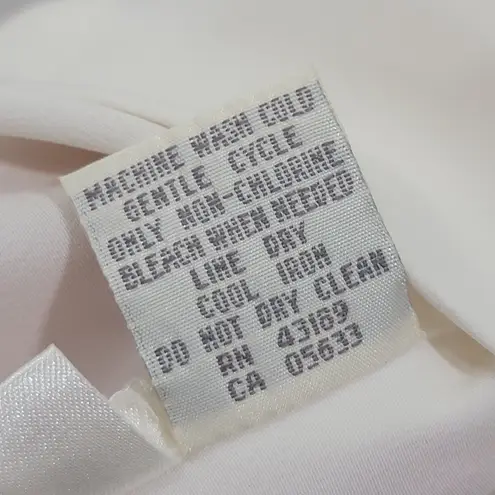 MACHINE WASH COLD
GENTLE CYCLE
ONLY NON-CHLORINE
BLEACH WHEN NEEDED
LINE DRY
COOL IRON
DO NOT DRY CLEAN
RN 43169
CA 05633